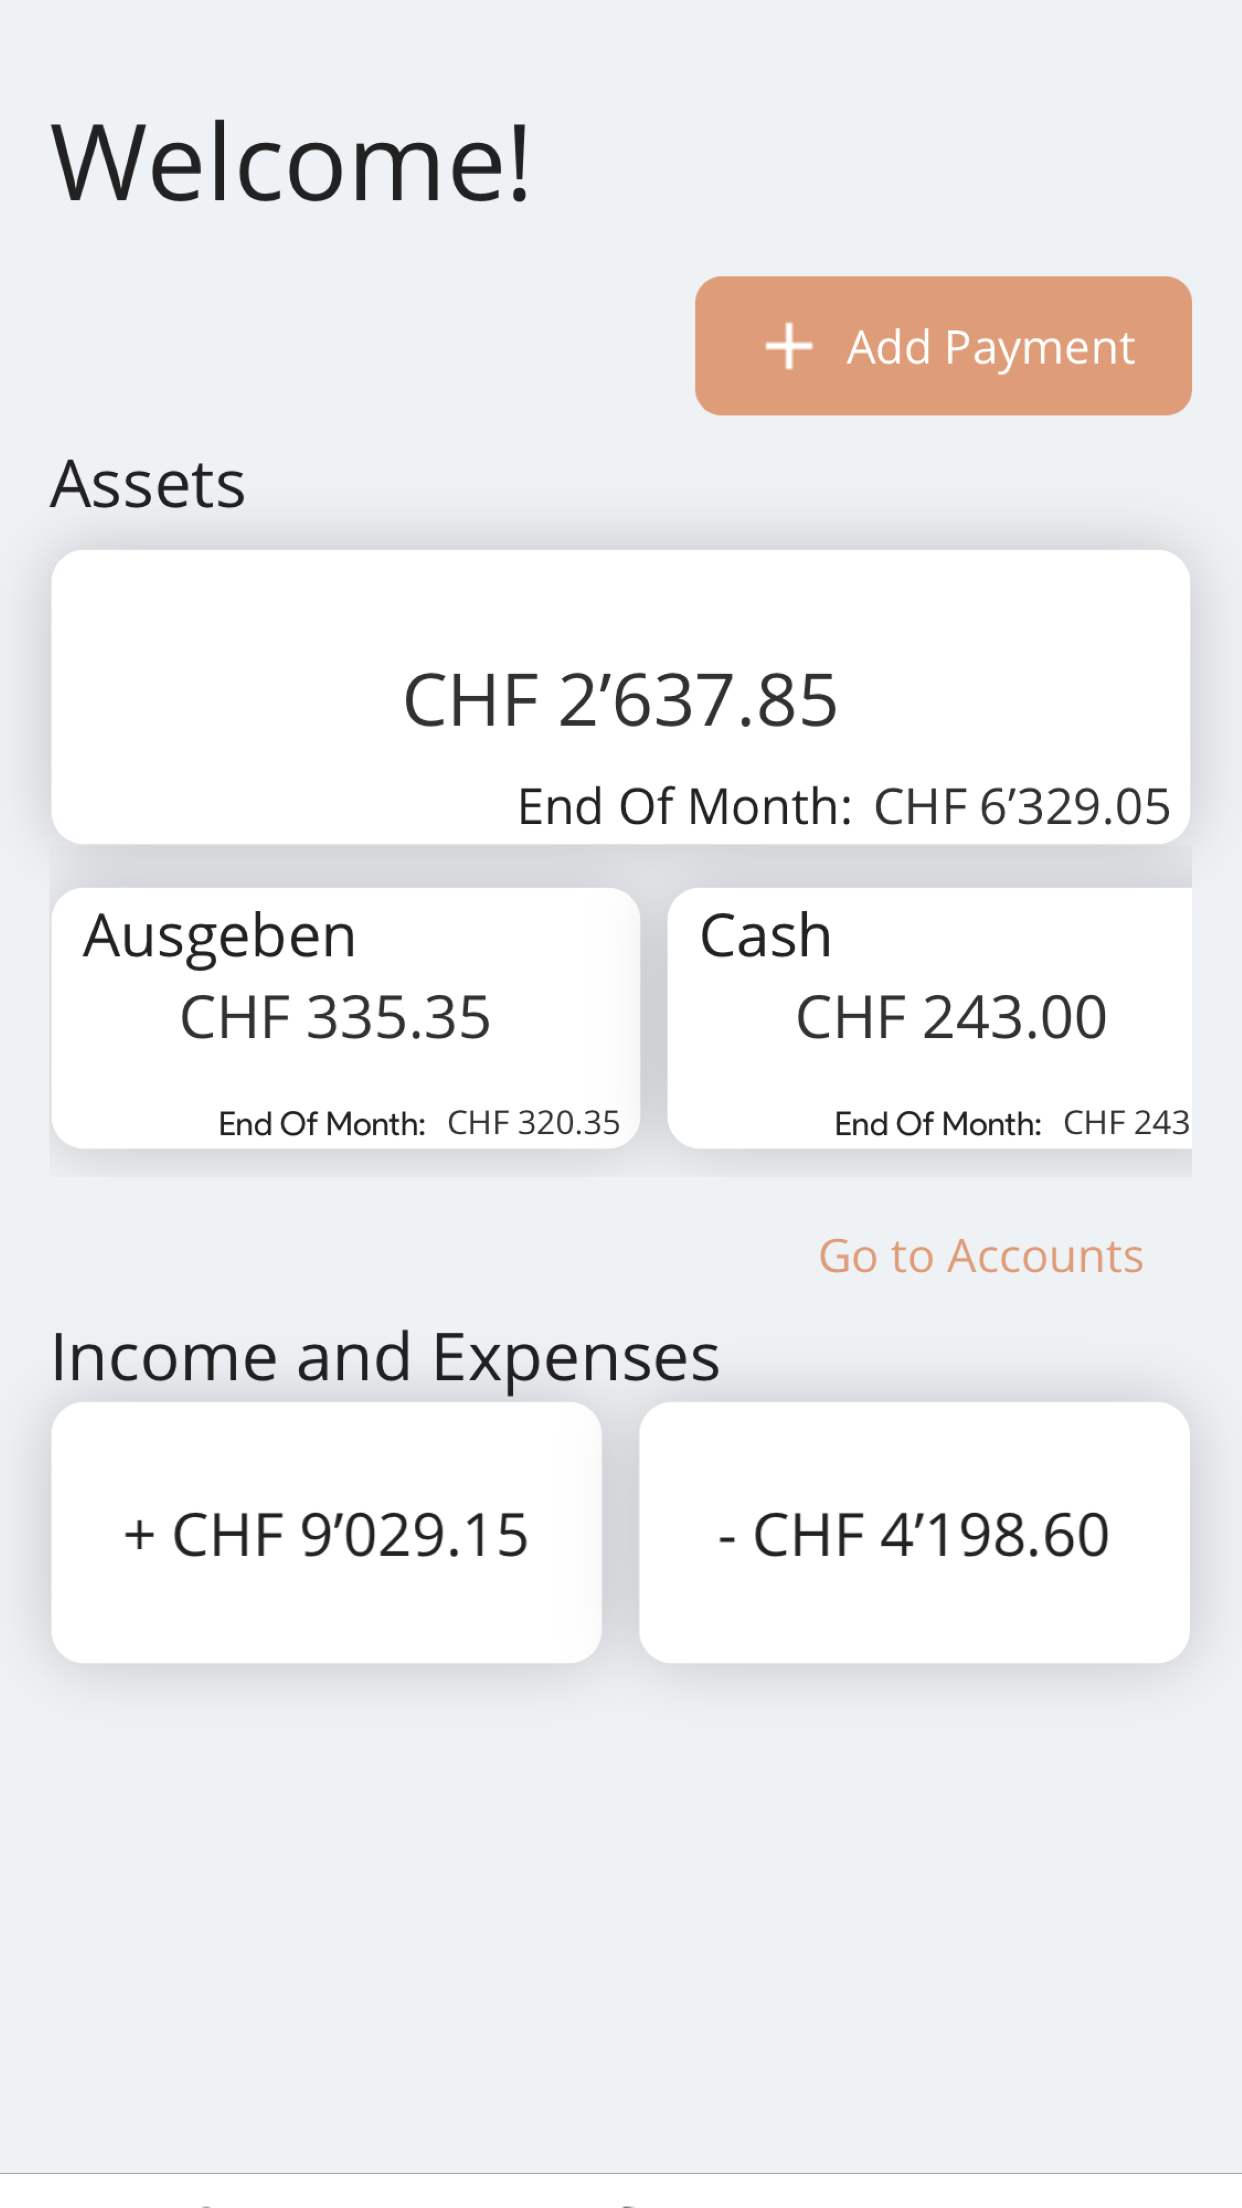 Welcome!
+ Add Payment
Assets
CHF 2’637.85
End Of Month: CHF 6’329.05
Ausgeben
CHF 335.35
End Of Month: CHF 320.35
Cash
CHF 243.00
End Of Month: CHF 243
Go to Accounts
Income and Expenses
+ CHF 9’029.15
- CHF 4’198.60